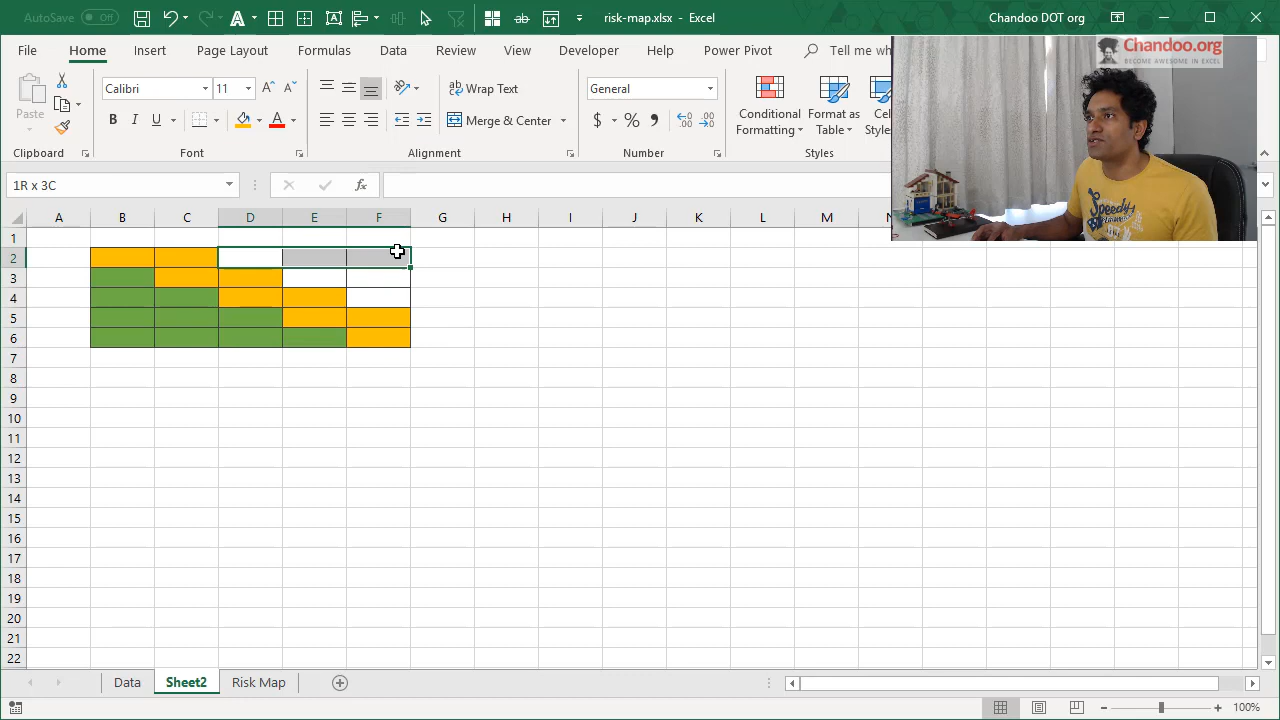 AutoSave Off risk-map.xlsx - Excel Chandoo DOT org
File Home Insert Page Layout Formulas Data Review View Developer Help Power Pivot Tell me
Chandoo.org
BECOME AWESOME IN EXCEL
Calibri 11 Wrap Text General
Paste B I U Merge & Center $ % Conditional Formatting Format as Table Cell Styles
Clipboard Font Alignment Number Styles
1R x 3C fx
A B C D E F G H I J K L M N
SPEEDY
1
2
3
4
5
6
7
8
9
10
11
12
13
14
15
16
17
18
19
20
21
22
Data Sheet2 Risk Map
100%